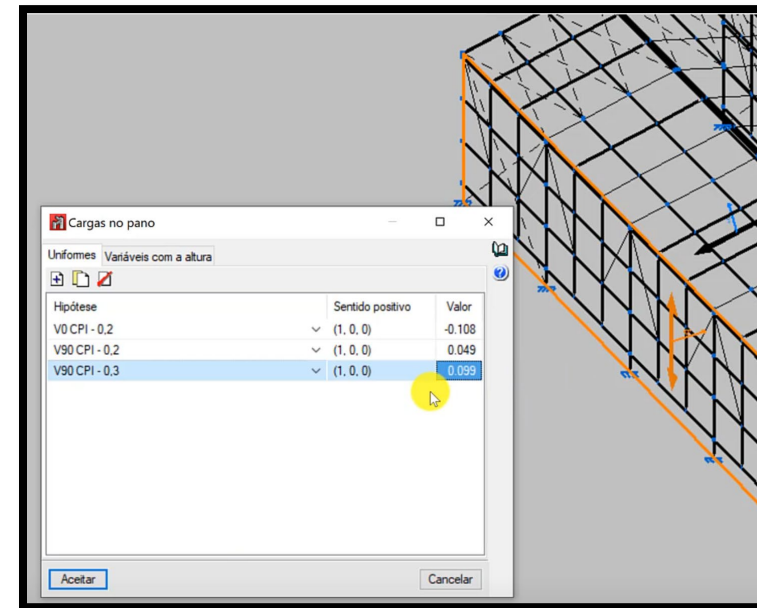 Cargas no pano
Uniformes Variáveis com a altura
Hipótese Sentido positivo Valor
V0 CPI - 0,2 (1, 0, 0) -0.108
V90 CPI - 0,2 (1, 0, 0) 0.049
V90 CPI - 0,3 (1, 0, 0) 0.099
Aceitar Cancelar